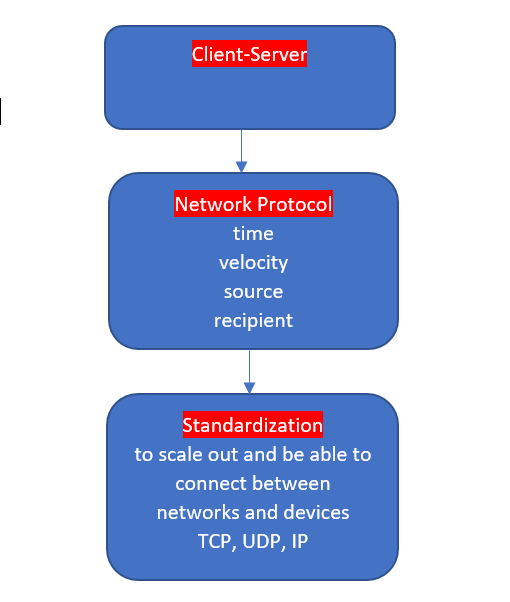 Client-Server
Network Protocol
time
velocity
source
recipient
Standardization
to scale out and be able to
connect between
networks and devices
TCP, UDP, IP